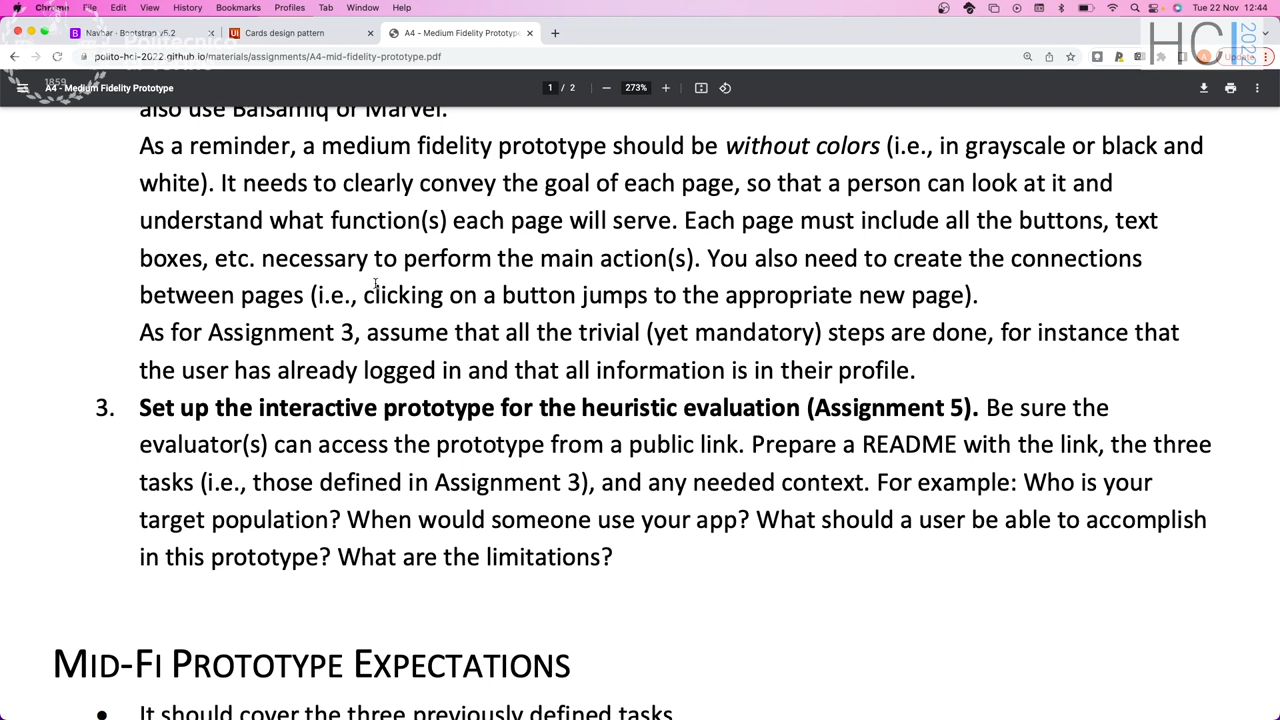 Chrome File Edit View History Bookmarks Profiles Tab Window Help Tue 22 Nov 12:44
Navbar · Bootstrap v5.2 Cards design pattern A4 - Medium Fidelity Prototype
polito-hci-2022.github.io/materials/assignments/A4-mid-fidelity-prototype.pdf
Politecnico
1859
HCI 2022
Update
A4 - Medium Fidelity Prototype 1 / 2 273%
also use Balsamiq or Marvel.
As a reminder, a medium fidelity prototype should be without colors (i.e., in grayscale or black and
white). It needs to clearly convey the goal of each page, so that a person can look at it and
understand what function(s) each page will serve. Each page must include all the buttons, text
boxes, etc. necessary to perform the main action(s). You also need to create the connections
between pages (i.e., clicking on a button jumps to the appropriate new page).
As for Assignment 3, assume that all the trivial (yet mandatory) steps are done, for instance that
the user has already logged in and that all information is in their profile.
3. Set up the interactive prototype for the heuristic evaluation (Assignment 5). Be sure the
evaluator(s) can access the prototype from a public link. Prepare a README with the link, the three
tasks (i.e., those defined in Assignment 3), and any needed context. For example: Who is your
target population? When would someone use your app? What should a user be able to accomplish
in this prototype? What are the limitations?
MID-FI PROTOTYPE EXPECTATIONS
• It should cover the three previously defined tasks